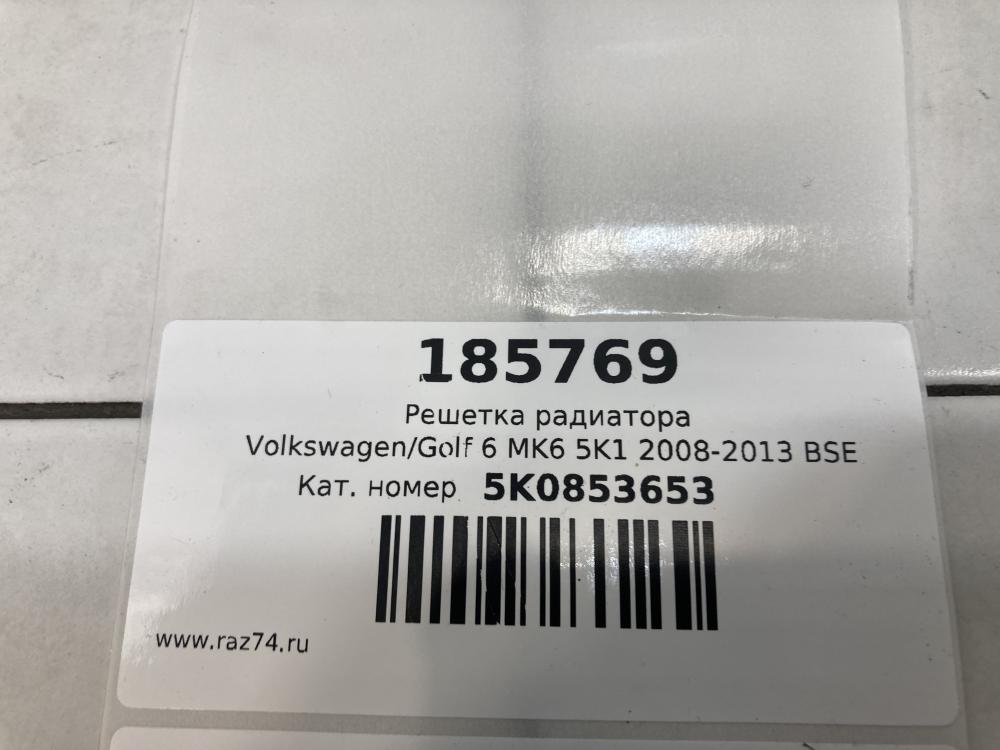 185769
Решетка радиатора
Volkswagen/Golf 6 MK6 5K1 2008-2013 BSE
Кат. номер 5K0853653
www.raz74.ru